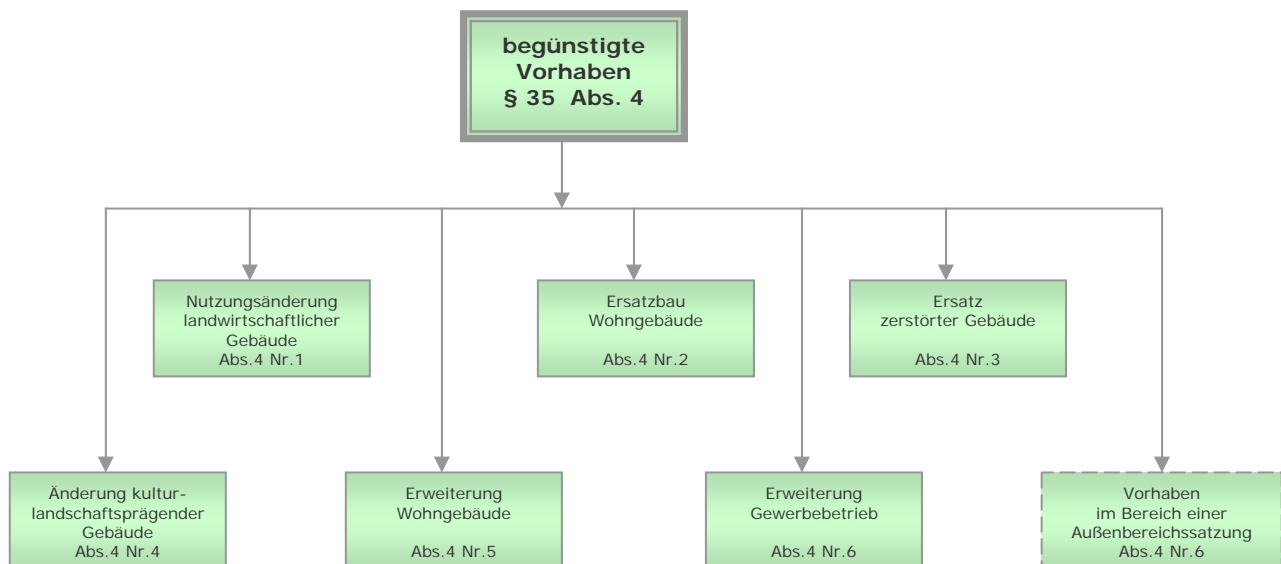 begünstigte
Vorhaben
§ 35 Abs. 4
Nutzungsänderung
landwirtschaftlicher
Gebäude
Abs.4 Nr.1
Ersatzbau
Wohngebäude
Abs.4 Nr.2
Ersatz
zerstörter Gebäude
Abs.4 Nr.3
Änderung kultur-
landschaftsprägender
Gebäude
Abs.4 Nr.4
Erweiterung
Wohngebäude
Abs.4 Nr.5
Erweiterung
Gewerbebetrieb
Abs.4 Nr.6
Vorhaben
im Bereich einer
Außenbereichssatzung
Abs.4 Nr.6